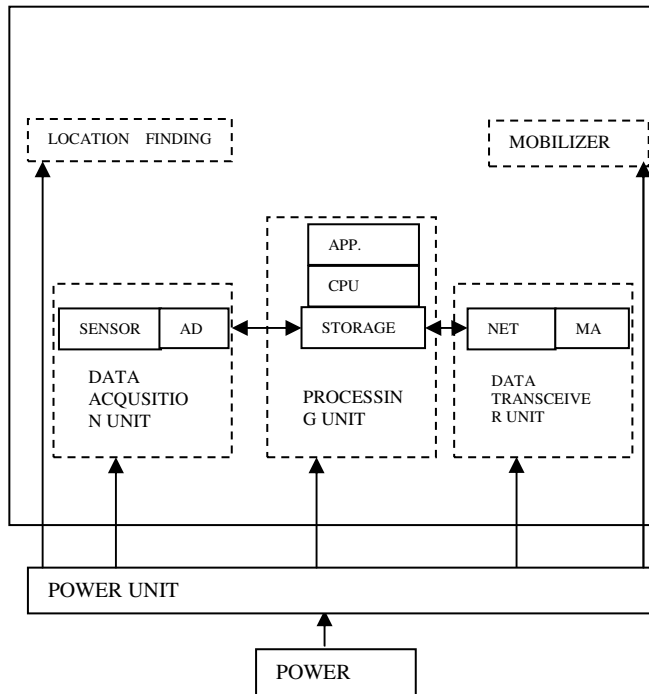 LOCATION FINDING
MOBILIZER
APP.
CPU
SENSOR
AD
STORAGE
NET
MA
DATA
ACQUSITIO
N UNIT
PROCESSIN
G UNIT
DATA
TRANSCEIVE
R UNIT
POWER UNIT
POWER